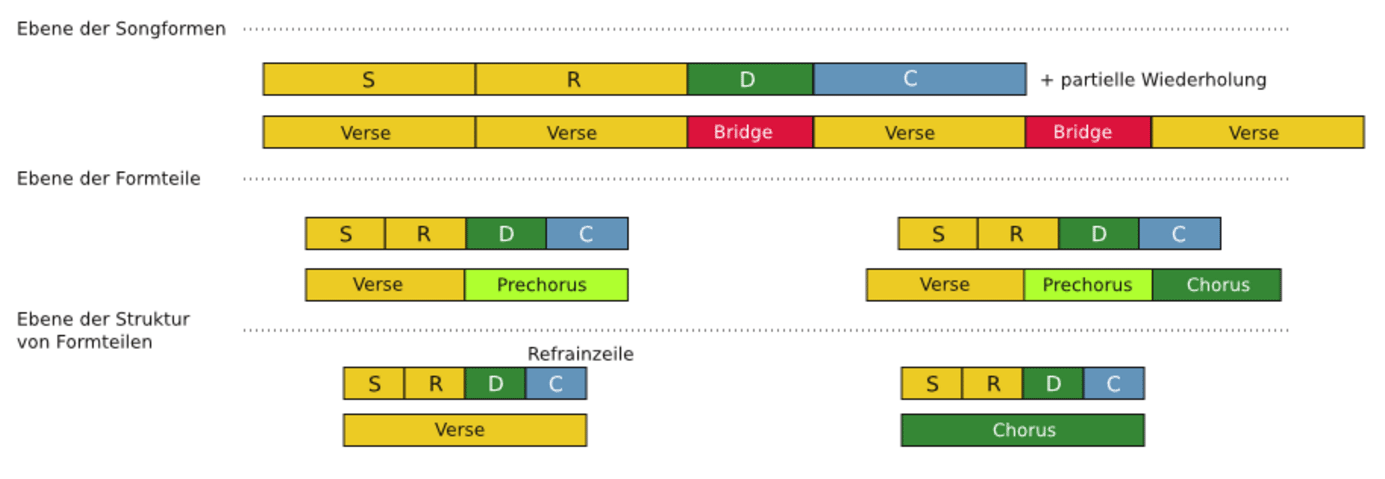 Ebene der Songformen
S R D C + partielle Wiederholung
Verse Verse Bridge Verse Bridge Verse
Ebene der Formteile
S R D C S R D C
Verse Prechorus Verse Prechorus Chorus
Ebene der Struktur
von Formteilen
Refrainzeile
S R D C S R D C
Verse Chorus